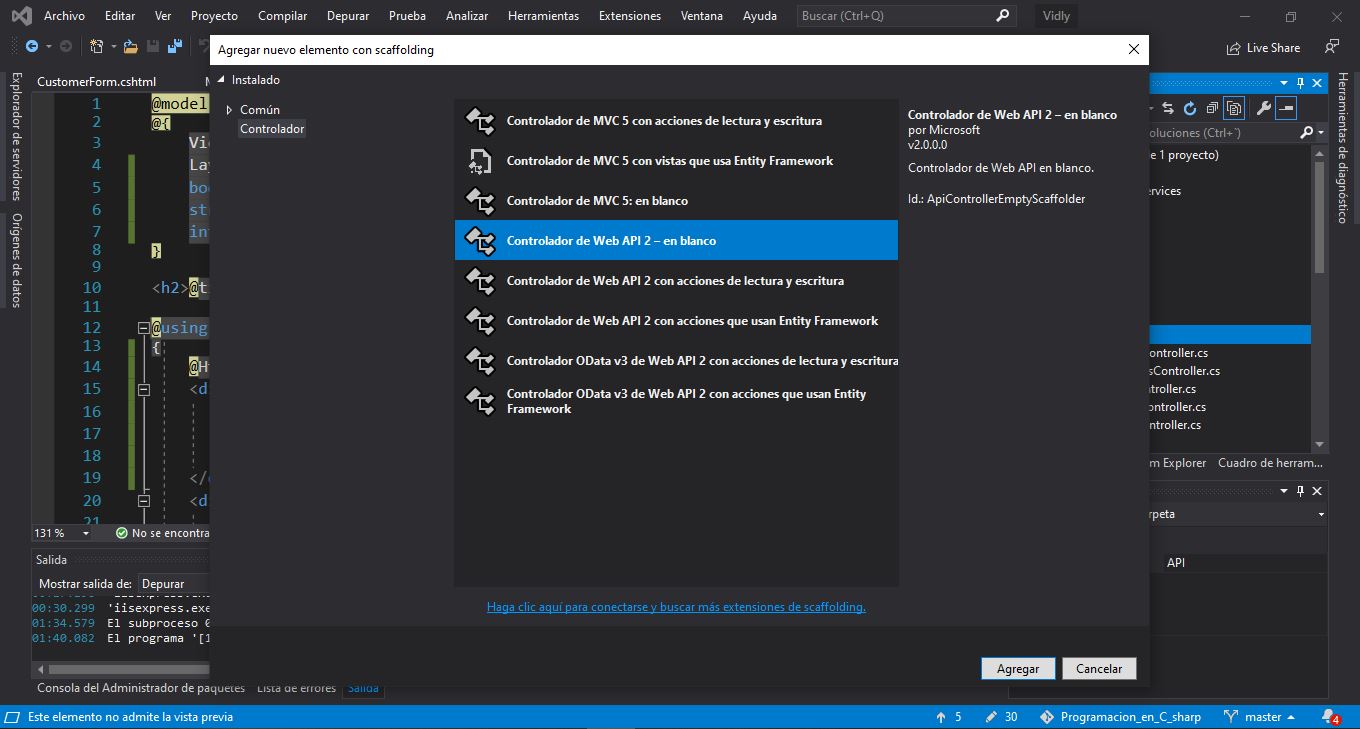 Archivo Editar Ver Proyecto Compilar Depurar Prueba Analizar Herramientas Extensiones Ventana Ayuda Buscar (Ctrl+Q) Vidly
Live Share
Agregar nuevo elemento con scaffolding
Explorador de servidores
Orígenes de datos
CustomerForm.cshtml
1 @model
2 @{
3 Vi
4 La
5 bo
6 st
7 in
8 }
9
10 <h2>@t
11
12 @using
13 {
14 @H
15 <d
16
17
18
19 </
20 <d
21
131 %
No se encontra
Salida
Mostrar salida de: Depurar
00:30.299 'iisexpress.exe
01:34.579 El subproceso 0
01:40.082 El programa '[1
Consola del Administrador de paquetes Lista de errores Salida
Instalado
Común
Controlador
Controlador de MVC 5 con acciones de lectura y escritura
Controlador de MVC 5 con vistas que usa Entity Framework
Controlador de MVC 5: en blanco
Controlador de Web API 2 – en blanco
Controlador de Web API 2 con acciones de lectura y escritura
Controlador de Web API 2 con acciones que usan Entity Framework
Controlador OData v3 de Web API 2 con acciones de lectura y escritura
Controlador OData v3 de Web API 2 con acciones que usan Entity
Framework
Haga clic aquí para conectarse y buscar más extensiones de scaffolding.
Controlador de Web API 2 – en blanco
por Microsoft
v2.0.0.0
Controlador de Web API en blanco.
Id.: ApiControllerEmptyScaffolder
Agregar Cancelar
oluciones (Ctrl+´)
e 1 proyecto)
ervices
ontroller.cs
sController.cs
troller.cs
ontroller.cs
ntroller.cs
m Explorer Cuadro de herram...
rpeta
API
Herramientas de diagnóstico
Este elemento no admite la vista previa
5 30 Programacion_en_C_sharp master 4